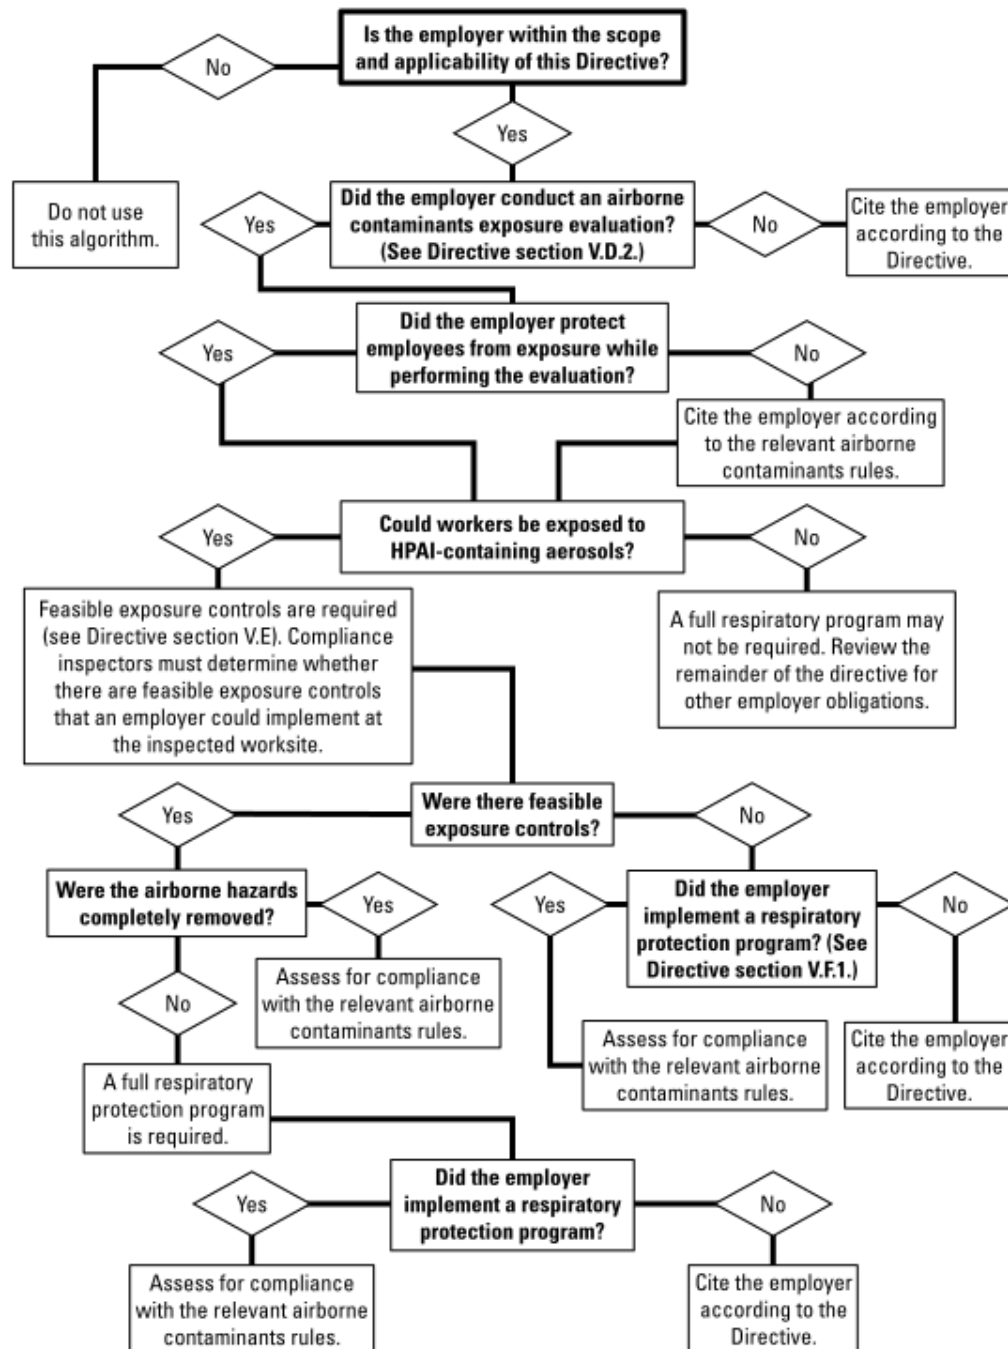 Is the employer within the scope
and applicability of this Directive?
No
Yes
Do not use
this algorithm.
Yes
Did the employer conduct an airborne
contaminants exposure evaluation?
(See Directive section V.D.2.)
No
Cite the employer
according to the
Directive.
Yes
Did the employer protect
employees from exposure while
performing the evaluation?
No
Cite the employer according
to the relevant airborne
contaminants rules.
Yes
Could workers be exposed to
HPAI-containing aerosols?
No
Feasible exposure controls are required
(see Directive section V.E). Compliance
inspectors must determine whether
there are feasible exposure controls
that an employer could implement at
the inspected worksite.
A full respiratory program may
not be required. Review the
remainder of the directive for
other employer obligations.
Yes
Were there feasible
exposure controls?
No
Were the airborne hazards
completely removed?
Yes
Yes
Did the employer
implement a respiratory
protection program? (See
Directive section V.F.1.)
No
No
Assess for compliance
with the relevant airborne
contaminants rules.
Assess for compliance
with the relevant airborne
contaminants rules.
Cite the employer
according to the
Directive.
A full respiratory
protection program
is required.
Yes
Did the employer
implement a respiratory
protection program?
No
Assess for compliance
with the relevant airborne
contaminants rules.
Cite the employer
according to the
Directive.